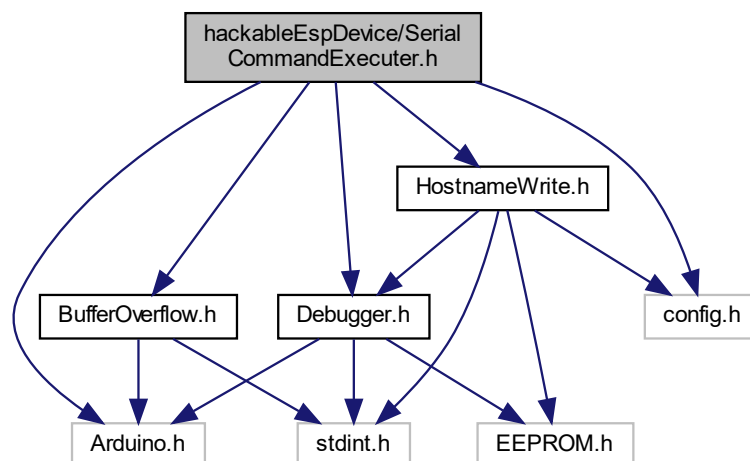 hackableEspDevice/Serial
CommandExecuter.h
HostnameWrite.h
BufferOverflow.h
Debugger.h
config.h
Arduino.h
stdint.h
EEPROM.h